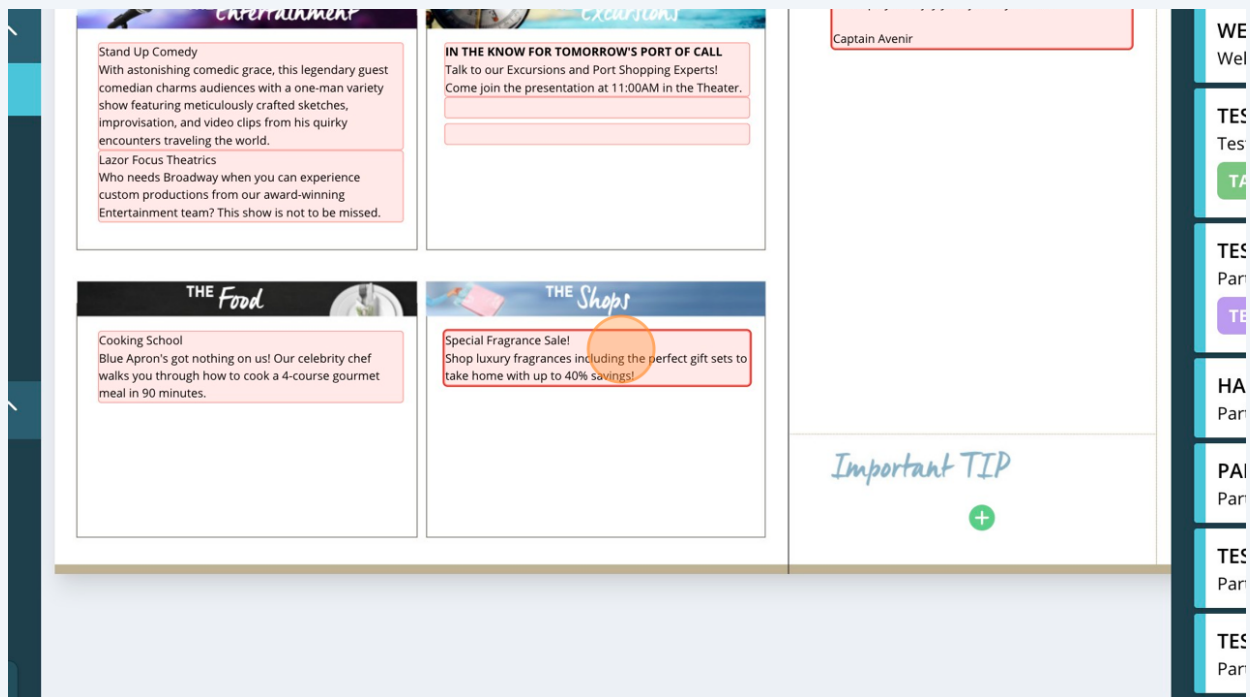 Entertainment
Stand Up Comedy
With astonishing comedic grace, this legendary guest
comedian charms audiences with a one-man variety
show featuring meticulously crafted sketches,
improvisation, and video clips from his quirky
encounters traveling the world.
Lazor Focus Theatrics
Who needs Broadway when you can experience
custom productions from our award-winning
Entertainment team? This show is not to be missed.
Excursions
IN THE KNOW FOR TOMORROW'S PORT OF CALL
Talk to our Excursions and Port Shopping Experts!
Come join the presentation at 11:00AM in the Theater.
THE Food
Cooking School
Blue Apron's got nothing on us! Our celebrity chef
walks you through how to cook a 4-course gourmet
meal in 90 minutes.
THE Shops
Special Fragrance Sale!
Shop luxury fragrances including the perfect gift sets to
take home with up to 40% savings!
Captain Avenir
Important TIP
WE
Wel
TES
Tes
TA
TES
Par
TE
HA
Par
PA
Par
TES
Par
TES
Par